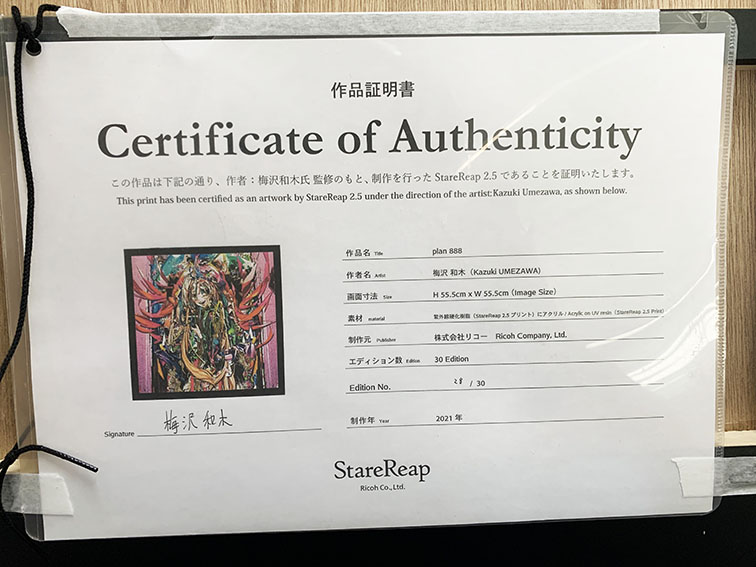 作品証明書
Certificate of Authenticity
この作品は下記の通り、作者：梅沢和木氏 監修のもと、制作を行った StareReap 2.5 であることを証明いたします。
This print has been certified as an artwork by StareReap 2.5 under the direction of the artist:Kazuki Umezawa, as shown below.
作品名 Title plan 888
作者名 Artist 梅沢 和木（Kazuki UMEZAWA）
画面寸法 Size H 55.5cm x W 55.5cm（Image Size）
素材 material 紫外線硬化樹脂（StareReap 2.5 プリント）にアクリル / Acrylic on UV resin（StareReap 2.5 Print）
制作元 Publisher 株式会社リコー Ricoh Company, Ltd.
エディション数 Edition 30 Edition
Edition No. 28 / 30
制作年 Year 2021 年
Signature 梅沢 和木
StareReap
Ricoh Co.,Ltd.